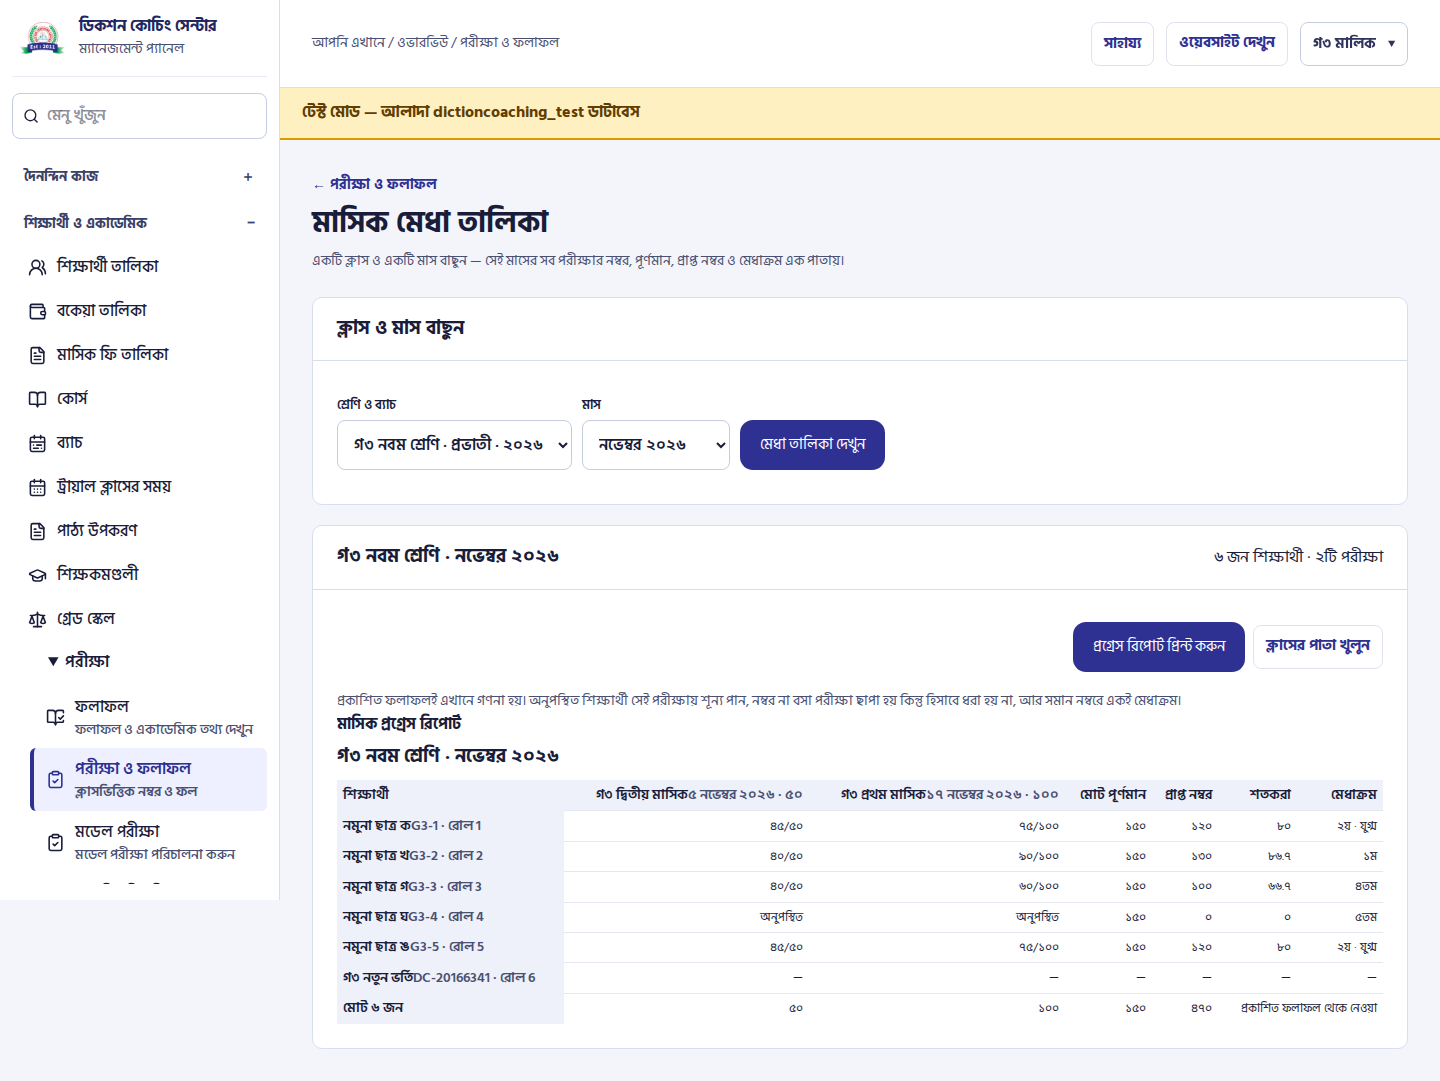 ডিকশন কোচিং সেন্টার
ম্যানেজমেন্ট প্যানেল
Est : 2011
মেনু খুঁজুন
দৈনন্দিন কাজ +
শিক্ষার্থী ও একাডেমিক −
শিক্ষার্থী তালিকা
বকেয়া তালিকা
মাসিক ফি তালিকা
কোর্স
ব্যাচ
ট্রায়াল ক্লাসের সময়
পাঠ্য উপকরণ
শিক্ষকমণ্ডলী
গ্রেড স্কেল
▼ পরীক্ষা
ফলাফল
ফলাফল ও একাডেমিক তথ্য দেখুন
পরীক্ষা ও ফলাফল
ক্লাসভিত্তিক নম্বর ও ফল
মডেল পরীক্ষা
মডেল পরীক্ষা পরিচালনা করুন
আপনি এখানে / ওভারভিউ / পরীক্ষা ও ফলাফল
সাহায্য
ওয়েবসাইট দেখুন
গ৩ মালিক ▼
টেস্ট মোড — আলাদা dictioncoaching_test ডাটাবেস
← পরীক্ষা ও ফলাফল
মাসিক মেধা তালিকা
একটি ক্লাস ও একটি মাস বাছুন — সেই মাসের সব পরীক্ষার নম্বর, পূর্ণমান, প্রাপ্ত নম্বর ও মেধাক্রম এক পাতায়।
ক্লাস ও মাস বাছুন
শ্রেণি ও ব্যাচ
মাস
গ৩ নবম শ্রেণি · প্রভাতী · ২০২৬
নভেম্বর ২০২৬
মেধা তালিকা দেখুন
গ৩ নবম শ্রেণি · নভেম্বর ২০২৬
৬ জন শিক্ষার্থী · ২টি পরীক্ষা
প্রগ্রেস রিপোর্ট প্রিন্ট করুন
ক্লাসের পাতা খুলুন
প্রকাশিত ফলাফলই এখানে গণনা হয়। অনুপস্থিত শিক্ষার্থী সেই পরীক্ষায় শূন্য পান, নম্বর না বসা পরীক্ষা ছাপা হয় কিন্তু হিসাবে ধরা হয় না, আর সমান নম্বরে একই মেধাক্রম।
মাসিক প্রগ্রেস রিপোর্ট
গ৩ নবম শ্রেণি · নভেম্বর ২০২৬
শিক্ষার্থী গ৩ দ্বিতীয় মাসিক৫ নভেম্বর ২০২৬ · ৫০ গ৩ প্রথম মাসিক১৭ নভেম্বর ২০২৬ · ১০০ মোট পূর্ণমান প্রাপ্ত নম্বর শতকরা মেধাক্রম
নমুনা ছাত্র কG3-1 · রোল 1 ৪৫/৫০ ৭৫/১০০ ১৫০ ১২০ ৮০ ২য় · যুগ্ম
নমুনা ছাত্র খG3-2 · রোল 2 ৪০/৫০ ৯০/১০০ ১৫০ ১৩০ ৮৬.৭ ১ম
নমুনা ছাত্র গG3-3 · রোল 3 ৪০/৫০ ৬০/১০০ ১৫০ ১০০ ৬৬.৭ ৪তম
নমুনা ছাত্র ঘG3-4 · রোল 4 অনুপস্থিত অনুপস্থিত ১৫০ ০ ০ ৫তম
নমুনা ছাত্র ঙG3-5 · রোল 5 ৪৫/৫০ ৭৫/১০০ ১৫০ ১২০ ৮০ ২য় · যুগ্ম
গ৩ নতুন ভর্তিDC-20166341 · রোল 6 — — — — — —
মোট ৬ জন ৫০ ১০০ ১৫০ ৪৭০ প্রকাশিত ফলাফল থেকে নেওয়া